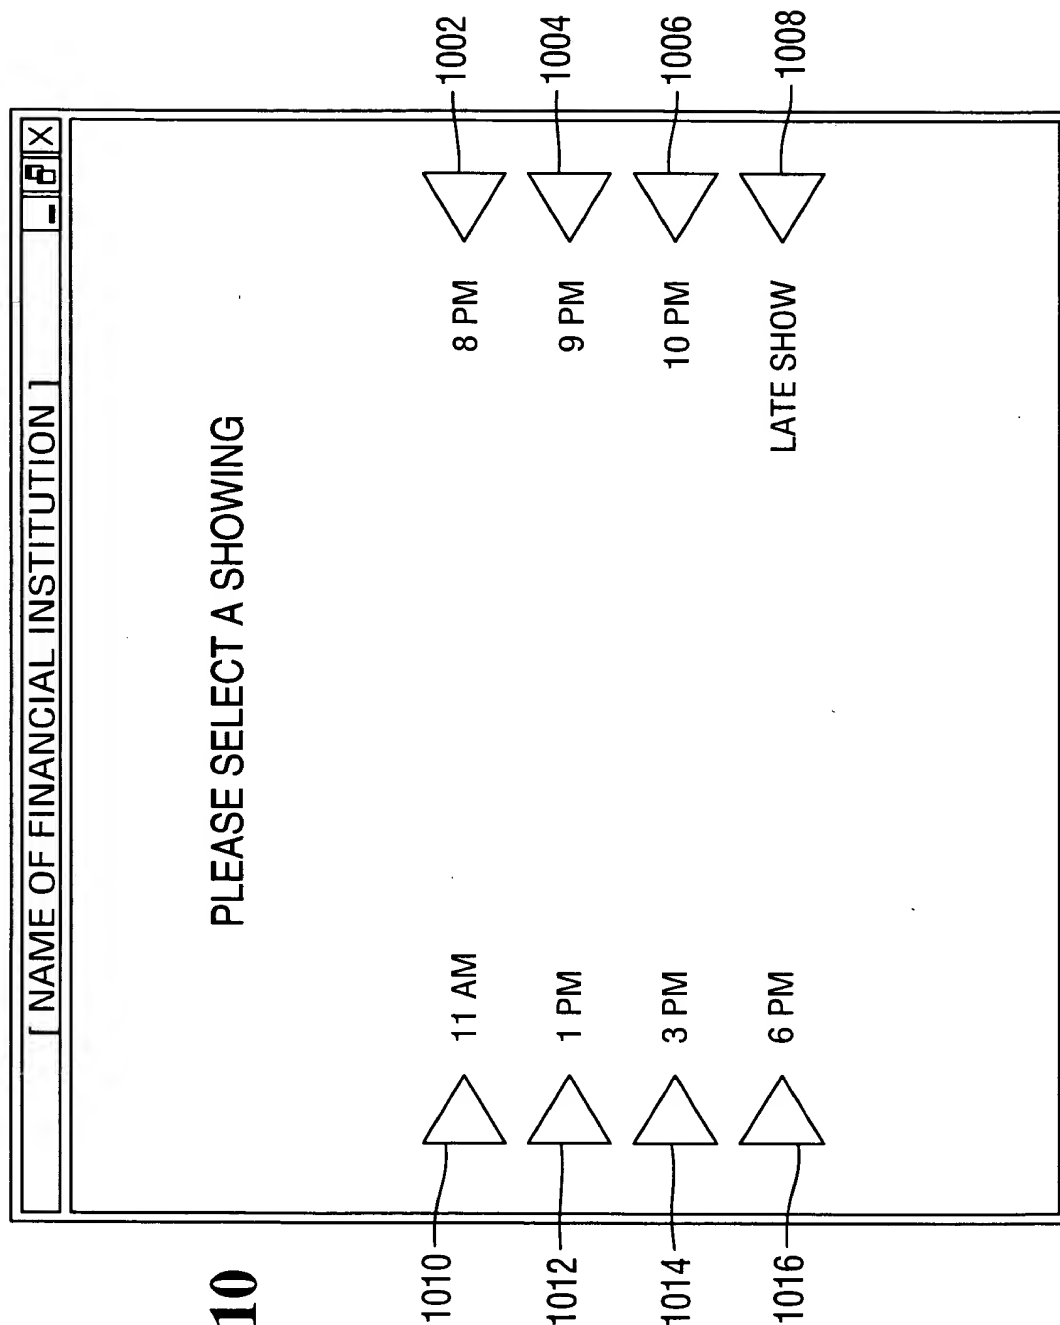 [ NAME OF FINANCIAL INSTITUTION ]
X
PLEASE SELECT A SHOWING
1010 11 AM 8 PM 1002
1012 1 PM 9 PM 1004
1014 3 PM 10 PM 1006
1016 6 PM LATE SHOW 1008
10